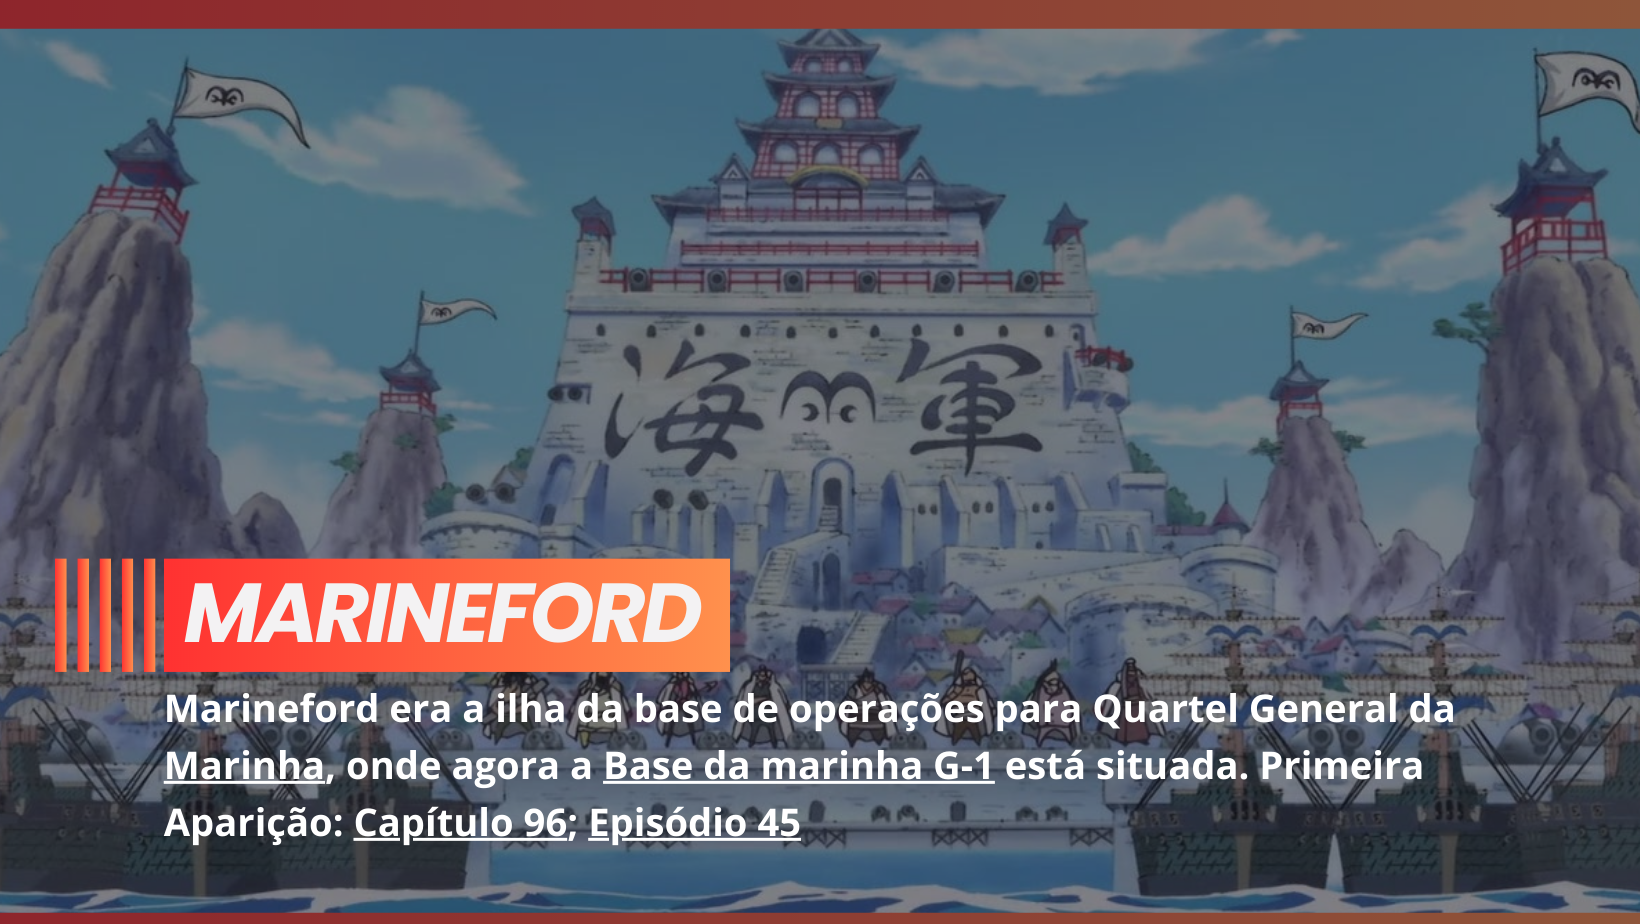 海軍
MARINEFORD
Marineford era a ilha da base de operações para Quartel General da
Marinha, onde agora a Base da marinha G-1 está situada. Primeira
Aparição: Capítulo 96; Episódio 45